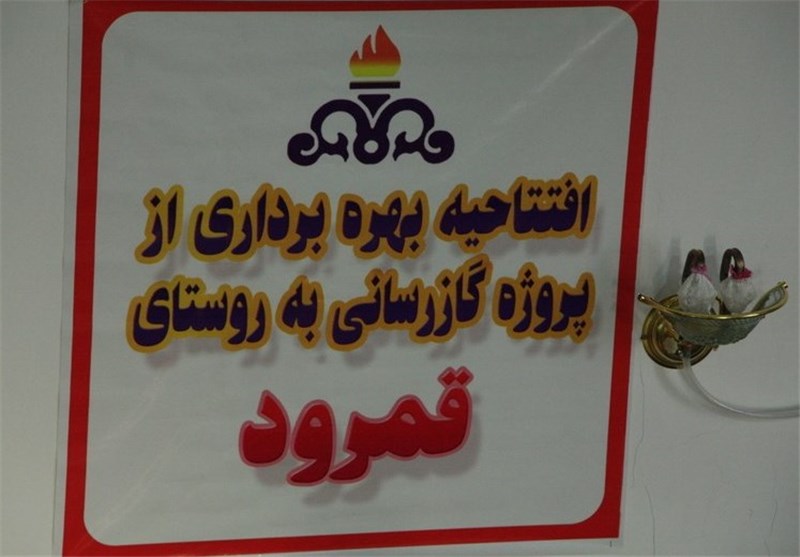 افتتاحیه بهره برداری از
پروژه گازرسانی به روستای
قمرود